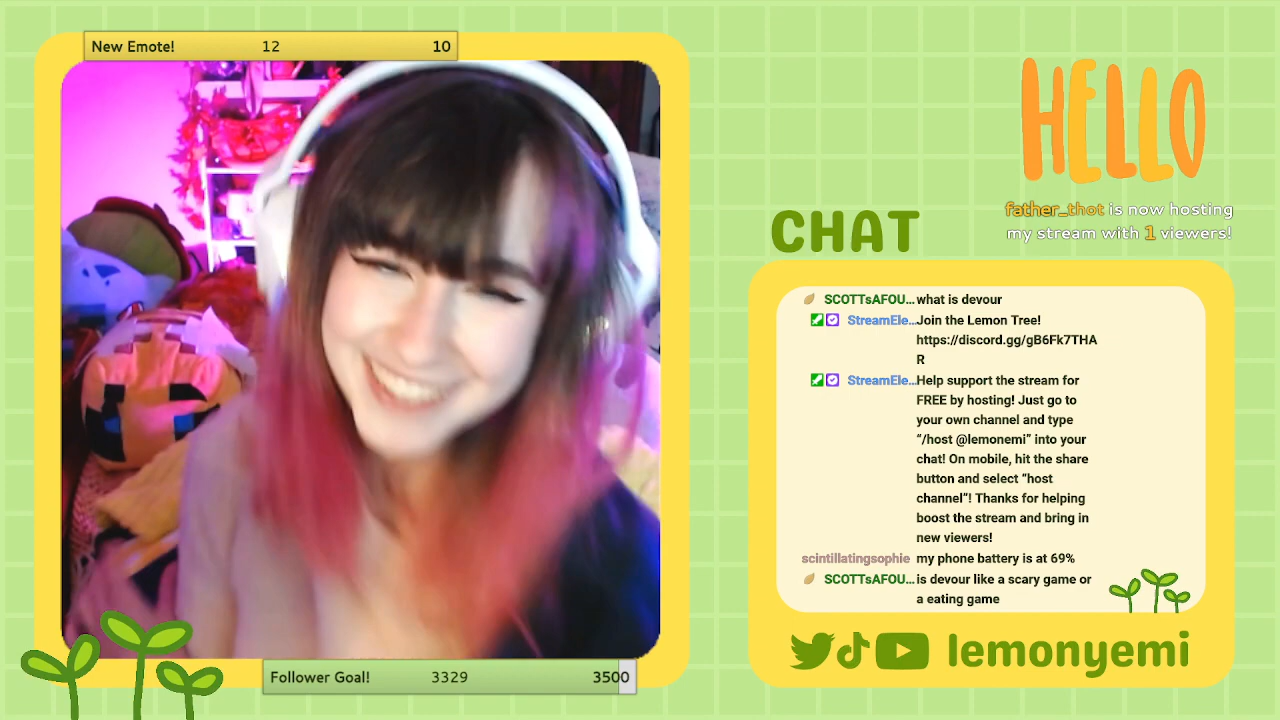 New Emote! 12 10
HELLO
father_thot is now hosting
my stream with 1 viewers!
CHAT
SCOTTsAFOU... what is devour
StreamEle... Join the Lemon Tree!
https://discord.gg/gB6Fk7THA
R
StreamEle... Help support the stream for
FREE by hosting! Just go to
your own channel and type
“/host @lemonemi” into your
chat! On mobile, hit the share
button and select “host
channel”! Thanks for helping
boost the stream and bring in
new viewers!
scintillatingsophie my phone battery is at 69%
SCOTTsAFOU... is devour like a scary game or
a eating game
lemonyemi
Follower Goal! 3329 3500